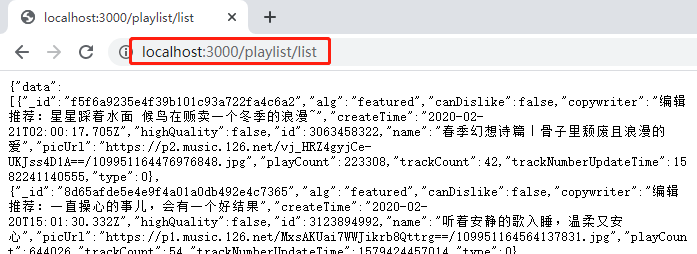 localhost:3000/playlist/list
localhost:3000/playlist/list
{"data":
[{"_id":"f5f6a9235e4f39b101c93a722fa4c6a2","alg":"featured","canDislike":false,"copywriter":"编辑
推荐：星星踩着水面 候鸟在贩卖一个冬季的浪漫~","createTime":"2020-02-
21T02:00:17.705Z","highQuality":false,"id":3063458322,"name":"春季幻想诗篇丨骨子里颓废且浪漫的
爱","picUrl":"https://p2.music.126.net/vj_HRZ4gyjCe-
UKJss4D1A==/109951164476976848.jpg","playCount":223308,"trackCount":42,"trackNumberUpdateTime":1
582241140555,"type":0},
{"_id":"8d65afde5e4e9f4a01a0db492e4c7365","alg":"featured","canDislike":false,"copywriter":"编辑
推荐：一直操心的事儿，会有一个好结果","createTime":"2020-02-
20T15:01:30.332Z","highQuality":false,"id":3123894992,"name":"听着安静的歌入睡，温柔又安
心","picUrl":"https://p1.music.126.net/MxsAKUai7WWJikrb8Qttrg==/109951164564137831.jpg","playCou
nt":644026,"trackCount":54,"trackNumberUpdateTime":1579424457014,"type":0}